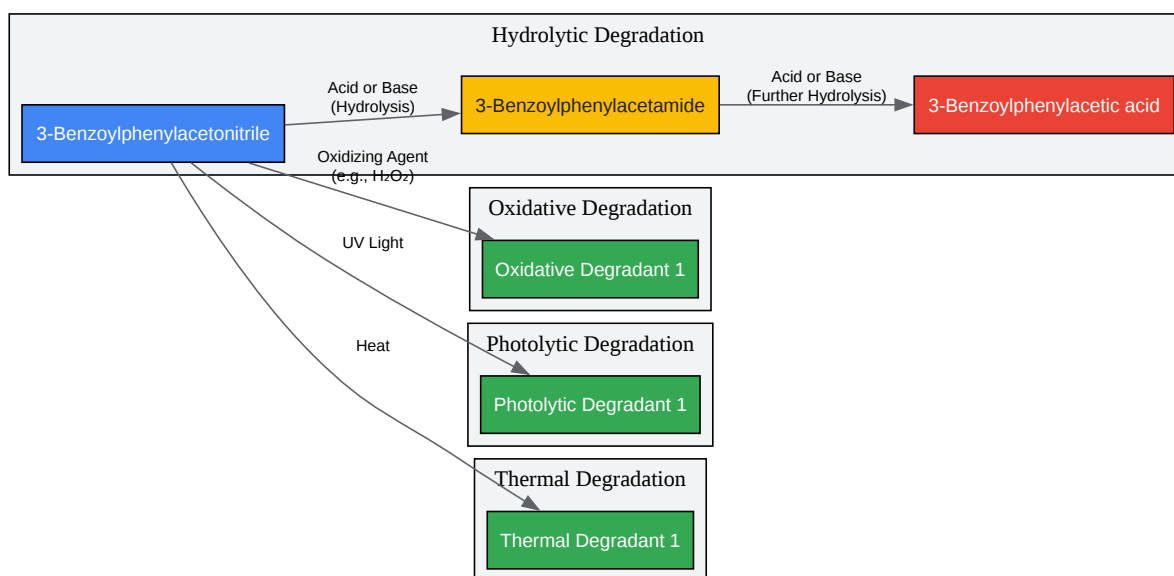 Hydrolytic Degradation
3-Benzoylphenylacetonitrile
Acid or Base
(Hydrolysis)
3-Benzoylphenylacetamide
Acid or Base
(Further Hydrolysis)
3-Benzoylphenylacetic acid
Oxidizing Agent
(e.g., H₂O₂)
Oxidative Degradation
Oxidative Degradant 1
UV Light
Photolytic Degradation
Photolytic Degradant 1
Heat
Thermal Degradation
Thermal Degradant 1